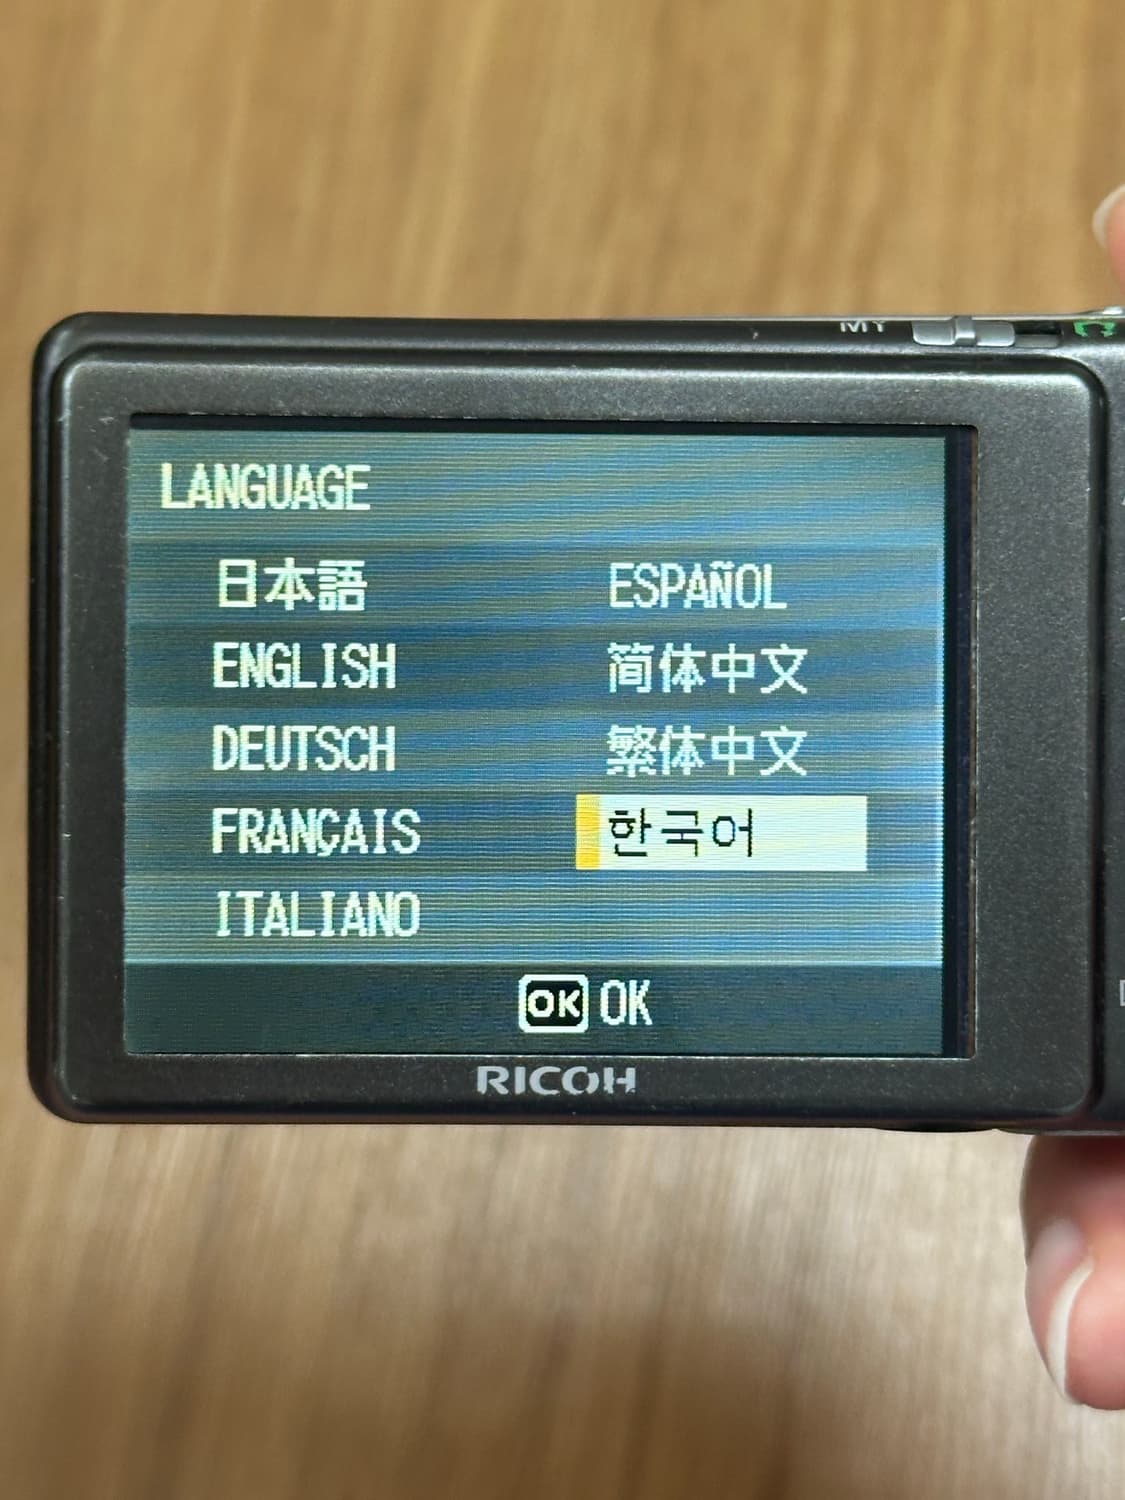 MY
LANGUAGE
日本語 ESPAÑOL
ENGLISH 简体中文
DEUTSCH 繁体中文
FRANÇAIS 한국어
ITALIANO
OK OK
RICOH